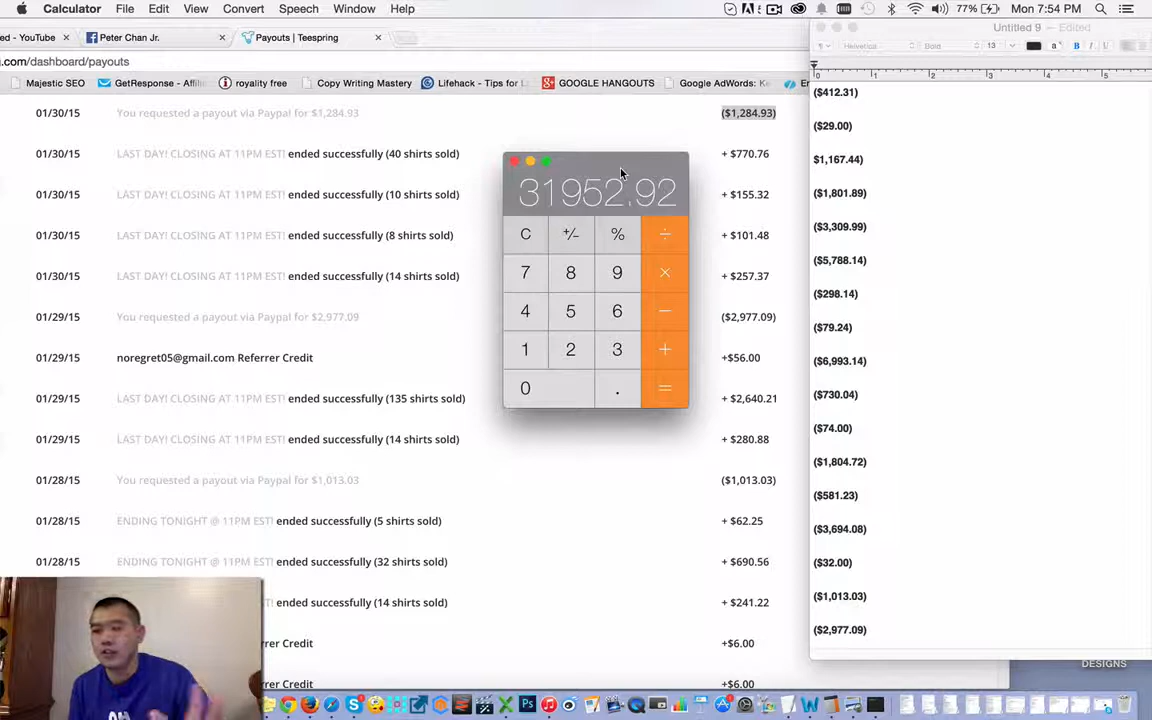 Calculator File Edit View Convert Speech Window Help 77% Mon 7:54 PM
ed - YouTube Peter Chan Jr. Payouts | Teespring
g.com/dashboard/payouts
Majestic SEO GetResponse - Affili Copy Writing Mastery Lifehack - Tips for L GOOGLE HANGOUTS Google AdWords: Ke
royality free
01/30/15 You requested a payout via Paypal for $1,284.93 ($1,284.93)
01/30/15 LAST DAY! CLOSING AT 11PM EST! ended successfully (40 shirts sold) + $770.76
01/30/15 LAST DAY! CLOSING AT 11PM EST! ended successfully (10 shirts sold) + $155.32
01/30/15 LAST DAY! CLOSING AT 11PM EST! ended successfully (8 shirts sold) + $101.48
01/30/15 LAST DAY! CLOSING AT 11PM EST! ended successfully (14 shirts sold) + $257.37
01/29/15 You requested a payout via Paypal for $2,977.09 ($2,977.09)
01/29/15 noregret05@gmail.com Referrer Credit +$56.00
01/29/15 LAST DAY! CLOSING AT 11PM EST! ended successfully (135 shirts sold) + $2,640.21
01/29/15 LAST DAY! CLOSING AT 11PM EST! ended successfully (14 shirts sold) + $280.88
01/28/15 You requested a payout via Paypal for $1,013.03 ($1,013.03)
01/28/15 ENDING TONIGHT @ 11PM EST! ended successfully (5 shirts sold) + $62.25
01/28/15 ENDING TONIGHT @ 11PM EST! ended successfully (32 shirts sold) + $690.56
ended successfully (14 shirts sold) + $241.22
rrer Credit +$6.00
rrer Credit +$6.00
31952.92
C +/- % ÷
7 8 9 ×
4 5 6 −
1 2 3 +
0 . =
Untitled 9 — Edited
Helvetica Bold 13 a B I U
0 1 2 3 4 5
($412.31)
($29.00)
$1,167.44)
($1,801.89)
($3,309.99)
($5,788.14)
($298.14)
($79.24)
($6,993.14)
($730.04)
($74.00)
($1,804.72)
($581.23)
($3,694.08)
($32.00)
($1,013.03)
($2,977.09)
DESIGNS